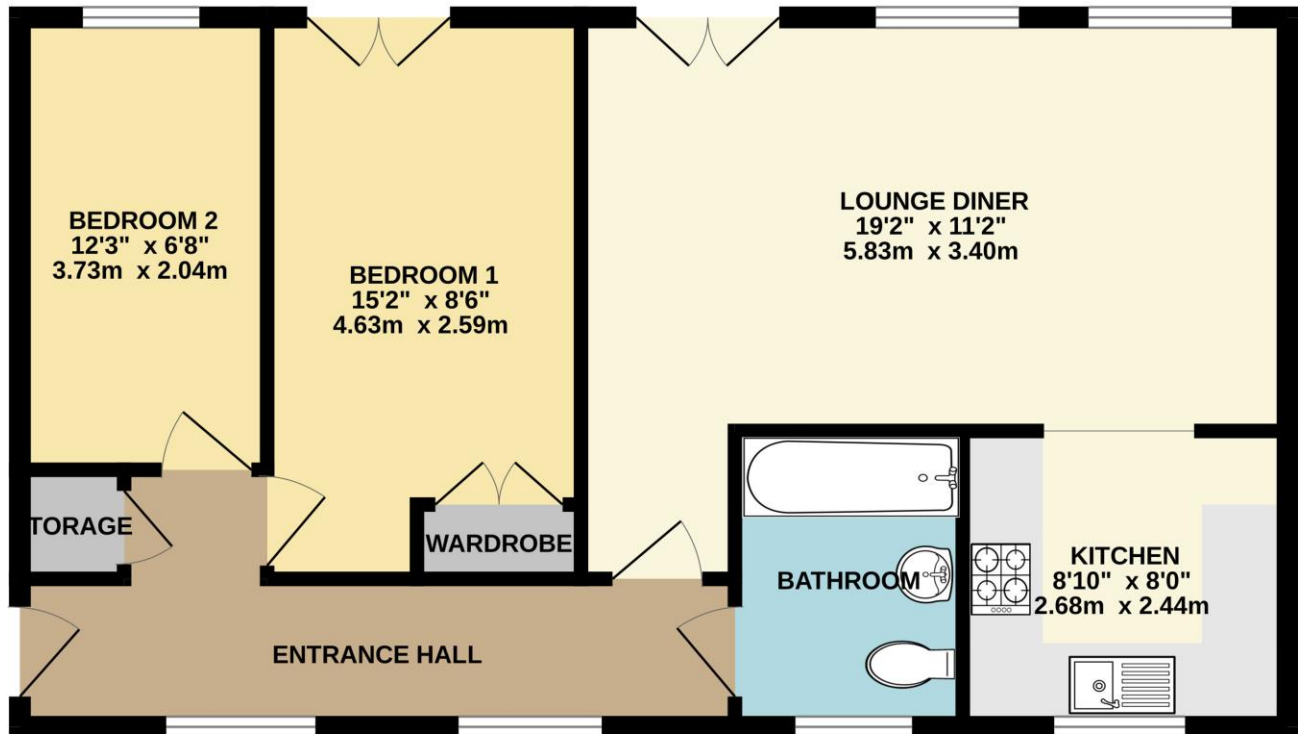 BEDROOM 2
12'3" x 6'8"
3.73m x 2.04m
BEDROOM 1
15'2" x 8'6"
4.63m x 2.59m
LOUNGE DINER
19'2" x 11'2"
5.83m x 3.40m
TORAGE
WARDROBE
BATHROOM
KITCHEN
8'10" x 8'0"
2.68m x 2.44m
ENTRANCE HALL